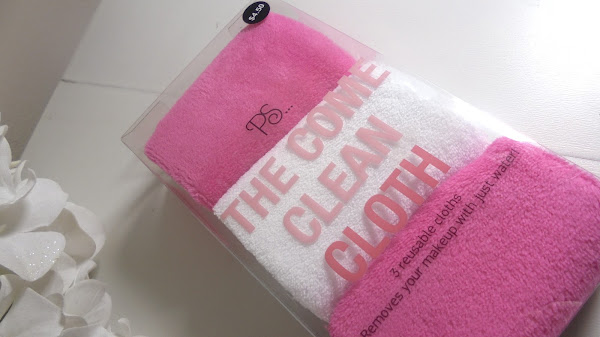 $4.50
PS...
THE COME
CLEAN
CLOTH
3 reusable cloths
Removes your makeup with just water!